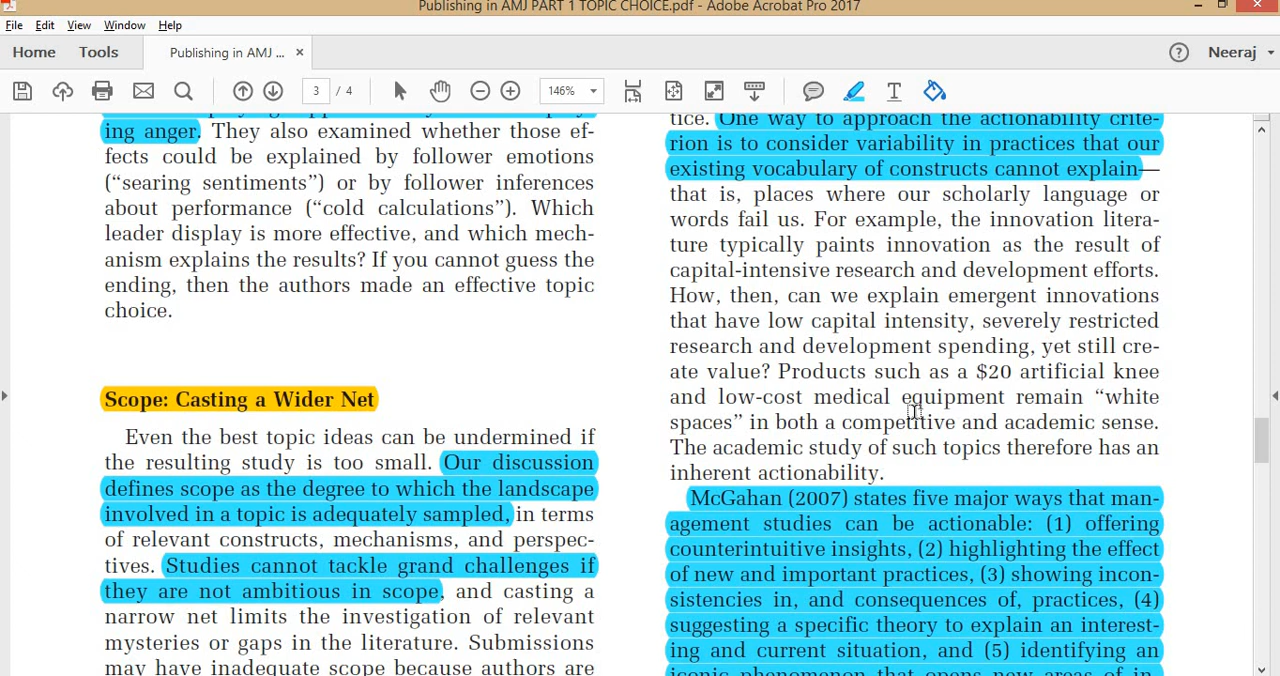 Publishing in AMJ PART 1 TOPIC CHOICE.pdf - Adobe Acrobat Pro 2017
File Edit View Window Help
Home Tools Publishing in AMJ ... × ? Neeraj
3 / 4 146%
ing anger. They also examined whether those ef-
fects could be explained by follower emotions
(“searing sentiments”) or by follower inferences
about performance (“cold calculations”). Which
leader display is more effective, and which mech-
anism explains the results? If you cannot guess the
ending, then the authors made an effective topic
choice.
Scope: Casting a Wider Net
Even the best topic ideas can be undermined if
the resulting study is too small. Our discussion
defines scope as the degree to which the landscape
involved in a topic is adequately sampled, in terms
of relevant constructs, mechanisms, and perspec-
tives. Studies cannot tackle grand challenges if
they are not ambitious in scope, and casting a
narrow net limits the investigation of relevant
mysteries or gaps in the literature. Submissions
may have inadequate scope because authors are
tice. One way to approach the actionability crite-
rion is to consider variability in practices that our
existing vocabulary of constructs cannot explain—
that is, places where our scholarly language or
words fail us. For example, the innovation litera-
ture typically paints innovation as the result of
capital-intensive research and development efforts.
How, then, can we explain emergent innovations
that have low capital intensity, severely restricted
research and development spending, yet still cre-
ate value? Products such as a $20 artificial knee
and low-cost medical equipment remain “white
spaces” in both a competitive and academic sense.
The academic study of such topics therefore has an
inherent actionability.
McGahan (2007) states five major ways that man-
agement studies can be actionable: (1) offering
counterintuitive insights, (2) highlighting the effect
of new and important practices, (3) showing incon-
sistencies in, and consequences of, practices, (4)
suggesting a specific theory to explain an interest-
ing and current situation, and (5) identifying an
iconic phenomenon that opens new areas of in-